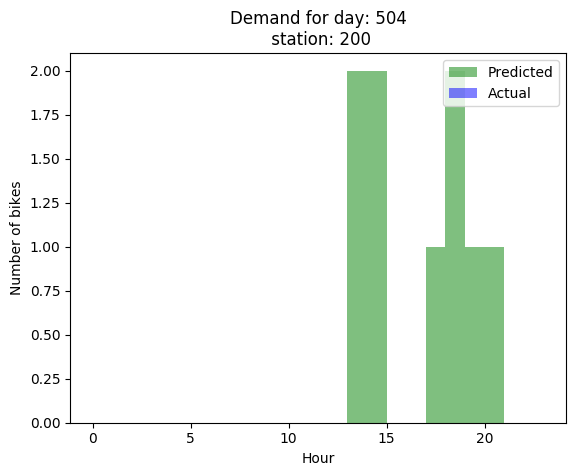 Demand for day: 504
station: 200
Predicted
Actual
2.00
1.75
1.50
1.25
1.00
0.75
0.50
0.25
0.00
Number of bikes
0 5 10 15 20
Hour